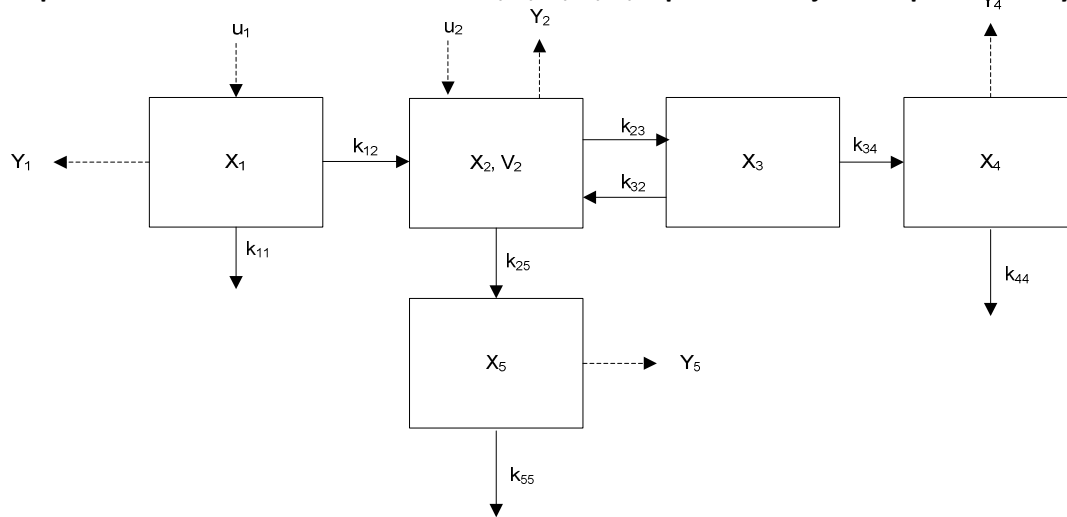 u₁
u₂
Y₂
Y₄
Y₁
X₁
k₁₂
X₂, V₂
k₂₃
k₃₂
X₃
k₃₄
X₄
k₁₁
k₂₅
k₄₄
X₅
Y₅
k₅₅